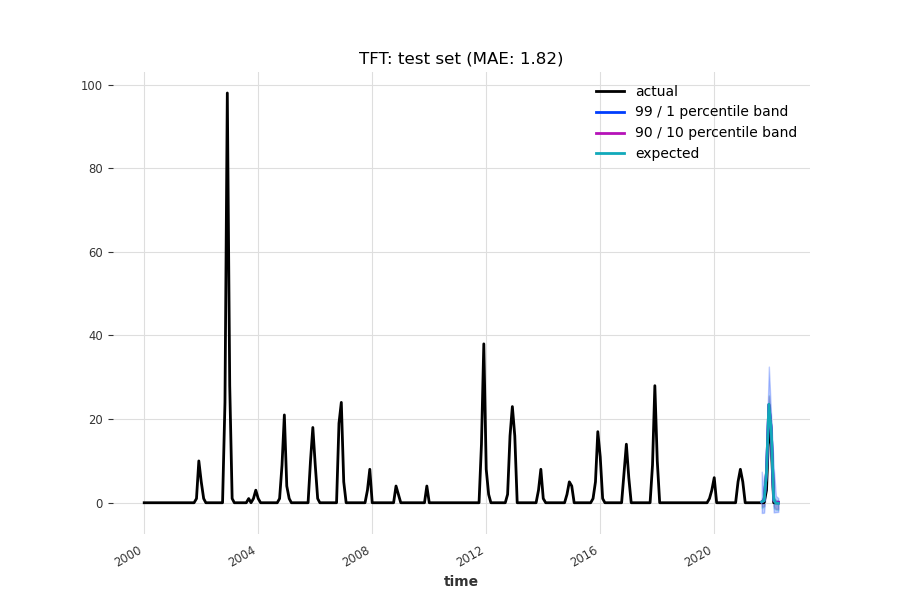 TFT: test set (MAE: 1.82)
actual
99 / 1 percentile band
90 / 10 percentile band
expected
100
80
60
40
20
0
2000
2004
2008
2012
2016
2020
time